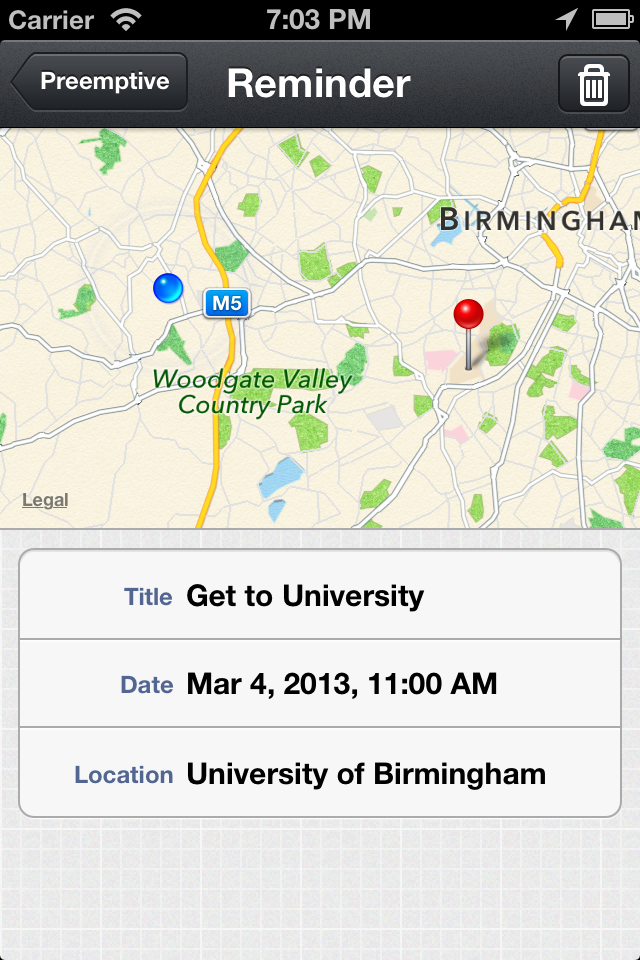 Carrier 7:03 PM
Preemptive Reminder
BIRMINGHAM
M5
Woodgate Valley
Country Park
Legal
Title Get to University
Date Mar 4, 2013, 11:00 AM
Location University of Birmingham